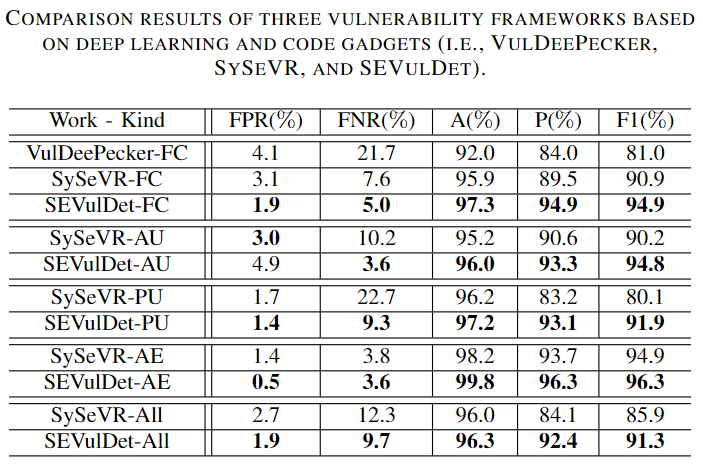 COMPARISON RESULTS OF THREE VULNERABILITY FRAMEWORKS BASED
ON DEEP LEARNING AND CODE GADGETS (I.E., VULDEEPECKER,
SYSEVR, AND SEVULDET).
Work - Kind FPR(%) FNR(%) A(%) P(%) F1(%)
VulDeePecker-FC 4.1 21.7 92.0 84.0 81.0
SySeVR-FC 3.1 7.6 95.9 89.5 90.9
SEVulDet-FC 1.9 5.0 97.3 94.9 94.9
SySeVR-AU 3.0 10.2 95.2 90.6 90.2
SEVulDet-AU 4.9 3.6 96.0 93.3 94.8
SySeVR-PU 1.7 22.7 96.2 83.2 80.1
SEVulDet-PU 1.4 9.3 97.2 93.1 91.9
SySeVR-AE 1.4 3.8 98.2 93.7 94.9
SEVulDet-AE 0.5 3.6 99.8 96.3 96.3
SySeVR-All 2.7 12.3 96.0 84.1 85.9
SEVulDet-All 1.9 9.7 96.3 92.4 91.3